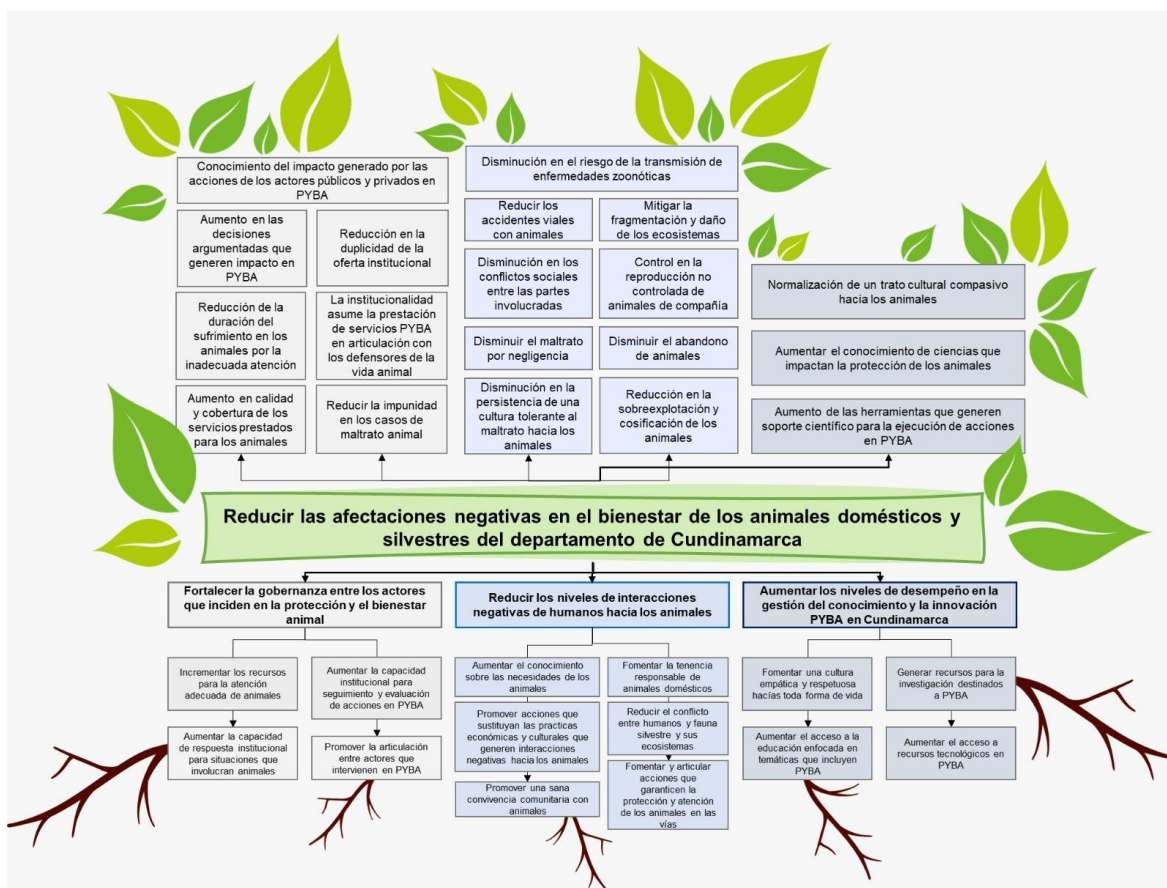 Conocimiento del impacto generado por las
acciones de los actores públicos y privados en
PYBA
Aumento en las
decisiones
argumentadas que
generen impacto en
PYBA
Reducción en la
duplicidad de la
oferta institucional
Reducción de la
duración del
sufrimiento en los
animales por la
inadecuada atención
La institucionalidad
asume la prestación
de servicios PYBA
en articulación con
los defensores de la
vida animal
Aumento en calidad
y cobertura de los
servicios prestados
para los animales
Reducir la impunidad
en los casos de
maltrato animal
Disminución en el riesgo de la transmisión de
enfermedades zoonóticas
Reducir los
accidentes viales
con animales
Mitigar la
fragmentación y daño
de los ecosistemas
Disminución en los
conflictos sociales
entre las partes
involucradas
Control en la
reproducción no
controlada de
animales de compañía
Disminuir el maltrato
por negligencia
Disminuir el abandono
de animales
Disminución en la
persistencia de una
cultura tolerante al
maltrato hacia los
animales
Reducción en la
sobreexplotación y
cosificación de los
animales
Normalización de un trato cultural compasivo
hacia los animales
Aumentar el conocimiento de ciencias que
impactan la protección de los animales
Aumento de las herramientas que generen
soporte científico para la ejecución de acciones
en PYBA
Reducir las afectaciones negativas en el bienestar de los animales domésticos y
silvestres del departamento de Cundinamarca
Fortalecer la gobernanza entre los actores
que inciden en la protección y el bienestar
animal
Incrementar los recursos
para la atención
adecuada de animales
Aumentar la capacidad
institucional para
seguimiento y evaluación
de acciones en PYBA
Aumentar la capacidad
de respuesta institucional
para situaciones que
involucran animales
Promover la articulación
entre actores que
intervienen en PYBA
Reducir los niveles de interacciones
negativas de humanos hacia los animales
Aumentar el conocimiento
sobre las necesidades de los
animales
Fomentar la tenencia
responsable de
animales domésticos
Promover acciones que
sustituyan las practicas
económicas y culturales que
generen interacciones
negativas hacia los animales
Reducir el conflicto
entre humanos y fauna
silvestre y sus
ecosistemas
Promover una sana
convivencia comunitaria con
animales
Fomentar y articular
acciones que
garanticen la
protección y atención
de los animales en las
vías
Aumentar los niveles de desempeño en la
gestión del conocimiento y la innovación
PYBA en Cundinamarca
Fomentar una cultura
empática y respetuosa
hacías toda forma de vida
Generar recursos para la
investigación destinados
a PYBA
Aumentar el acceso a la
educación enfocada en
temáticas que incluyen
PYBA
Aumentar el acceso a
recursos tecnológicos en
PYBA